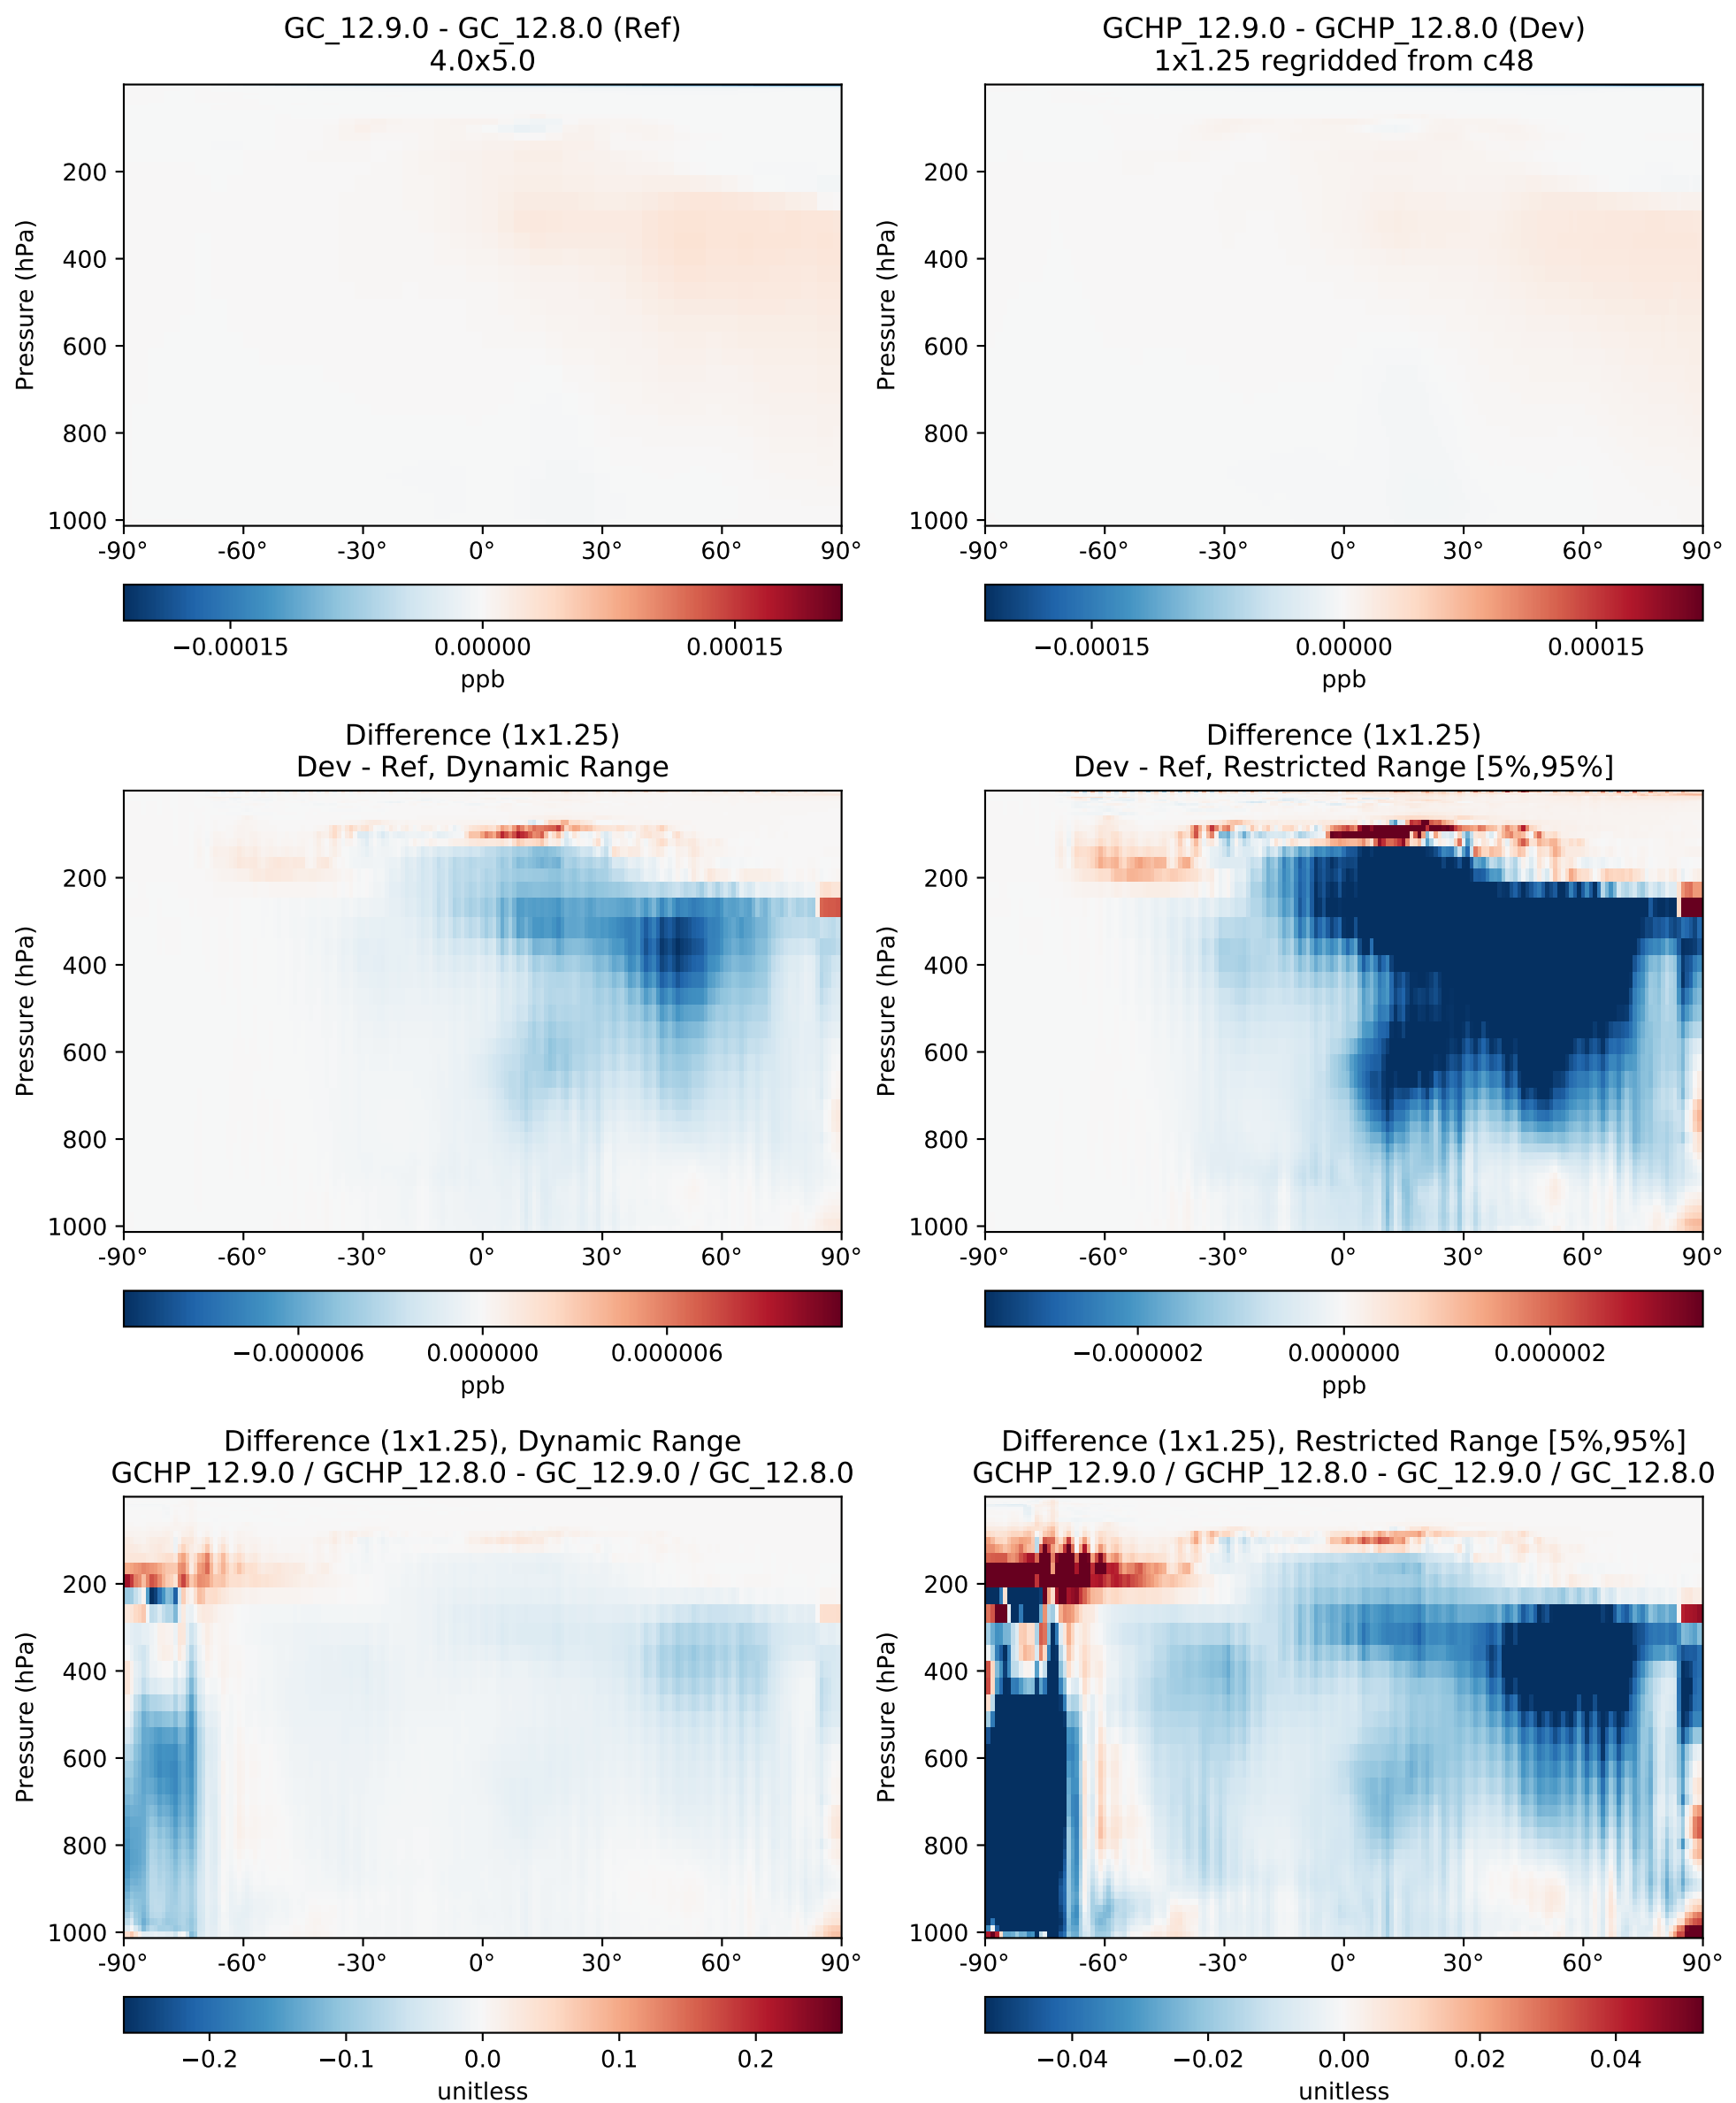 GC_12.9.0 - GC_12.8.0 (Ref)
4.0x5.0
Pressure (hPa)
200
400
600
800
1000
-90° -60° -30° 0° 30° 60° 90°
−0.00015 0.00000 0.00015
ppb
GCHP_12.9.0 - GCHP_12.8.0 (Dev)
1x1.25 regridded from c48
Pressure (hPa)
200
400
600
800
1000
-90° -60° -30° 0° 30° 60° 90°
−0.00015 0.00000 0.00015
ppb
Difference (1x1.25)
Dev - Ref, Dynamic Range
Pressure (hPa)
200
400
600
800
1000
-90° -60° -30° 0° 30° 60° 90°
−0.000006 0.000000 0.000006
ppb
Difference (1x1.25)
Dev - Ref, Restricted Range [5%,95%]
Pressure (hPa)
200
400
600
800
1000
-90° -60° -30° 0° 30° 60° 90°
−0.000002 0.000000 0.000002
ppb
Difference (1x1.25), Dynamic Range
GCHP_12.9.0 / GCHP_12.8.0 - GC_12.9.0 / GC_12.8.0
Pressure (hPa)
200
400
600
800
1000
-90° -60° -30° 0° 30° 60° 90°
−0.2 −0.1 0.0 0.1 0.2
unitless
Difference (1x1.25), Restricted Range [5%,95%]
GCHP_12.9.0 / GCHP_12.8.0 - GC_12.9.0 / GC_12.8.0
Pressure (hPa)
200
400
600
800
1000
-90° -60° -30° 0° 30° 60° 90°
−0.04 −0.02 0.00 0.02 0.04
unitless